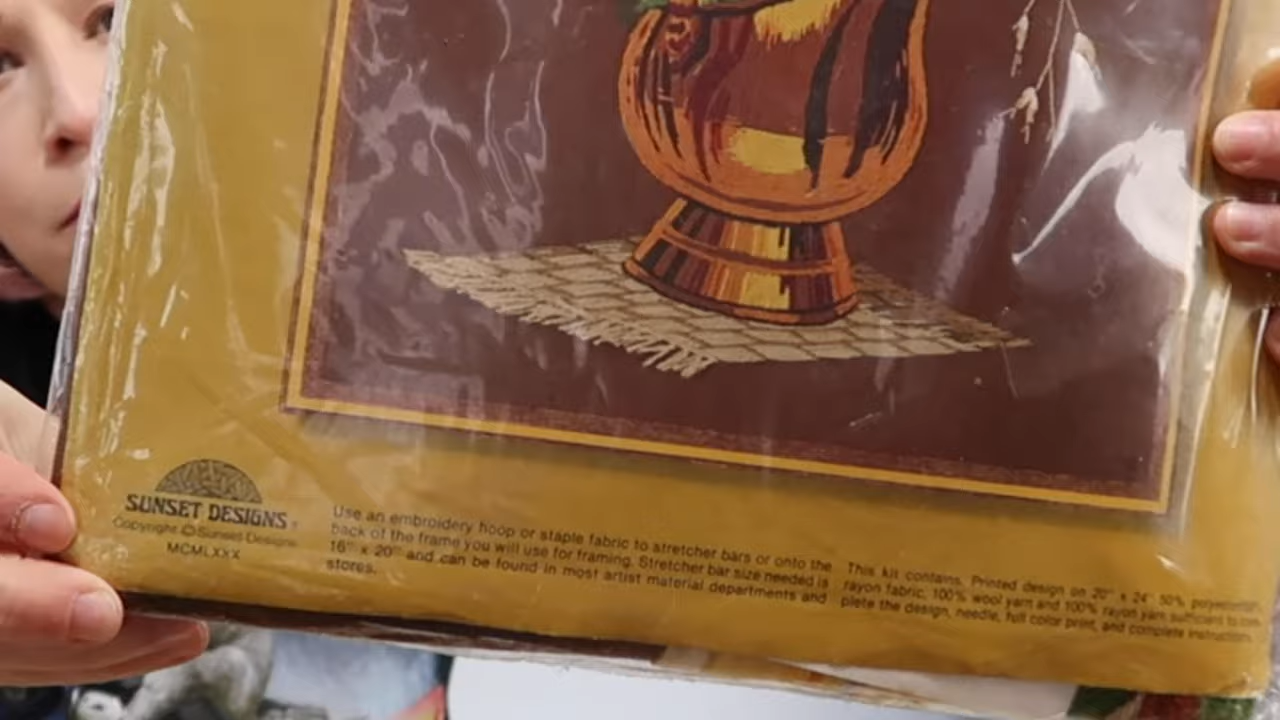 SUNSET DESIGNS®
Copyright © Sunset Designs
MCMLXXX
Use an embroidery hoop or staple fabric to stretcher bars or onto the
back of the frame you will use for framing. Stretcher bar size needed is
16" x 20" and can be found in most artist material departments and
stores.
This kit contains. Printed design on 20" x 24" 50% polyester
rayon fabric, 100% wool yarn and 100% rayon yarn sufficient to com-
plete the design, needle, full color print, and complete instructions.